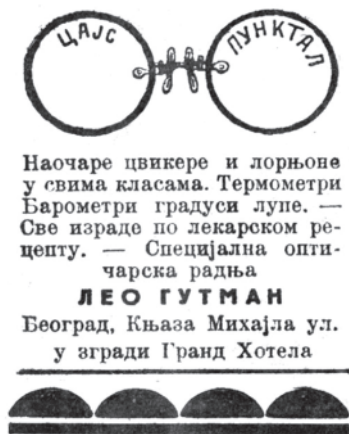 ЦАЈС
ПУНКТАЛ
Наочаре цвикере и лорњоне
у свима класама. Термометри
Барометри градуси лупе. —
Све израде по лекарском ре-
цепту. — Специјална опти-
чарска радња
ЛЕО ГУТМАН
Београд, Књаза Михајла ул.
у згради Гранд Хотела